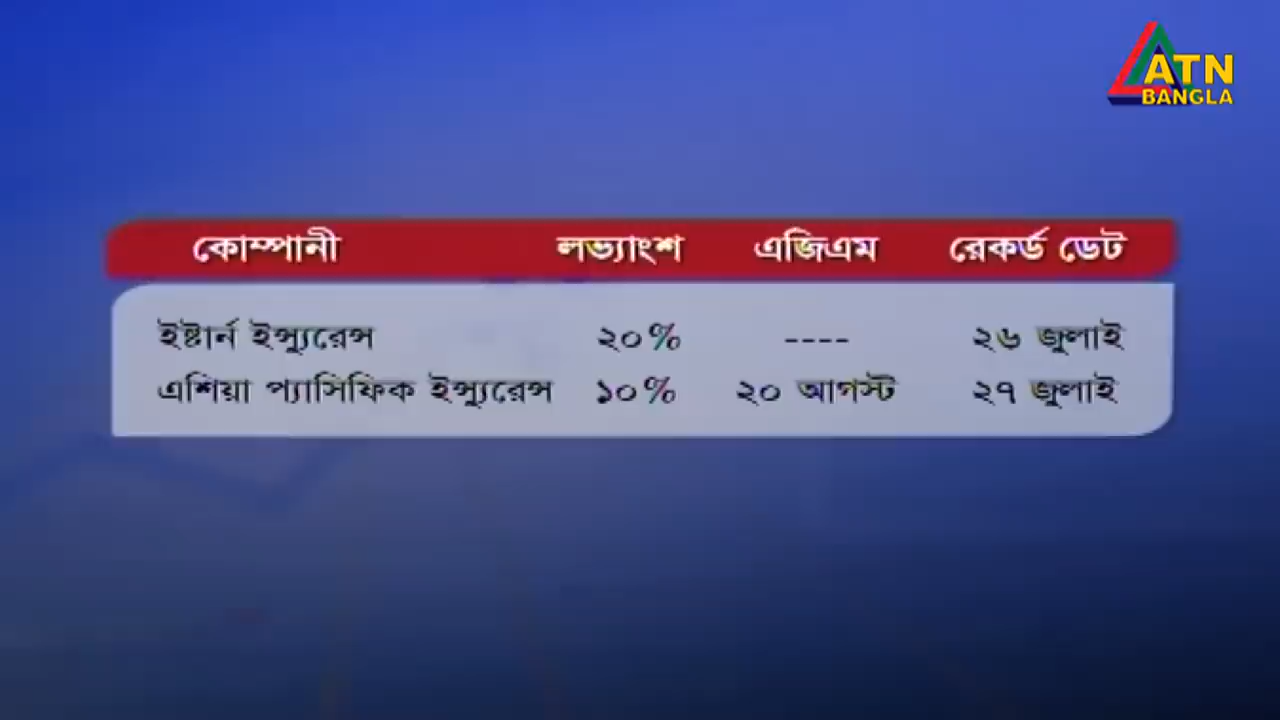 ATN
BANGLA
কোম্পানী লভ্যাংশ এজিএম রেকর্ড ডেট
ইষ্টার্ন ইন্স্যুরেন্স ২০% ---- ২৬ জুলাই
এশিয়া প্যাসিফিক ইন্স্যুরেন্স ১০% ২০ আগস্ট ২৭ জুলাই